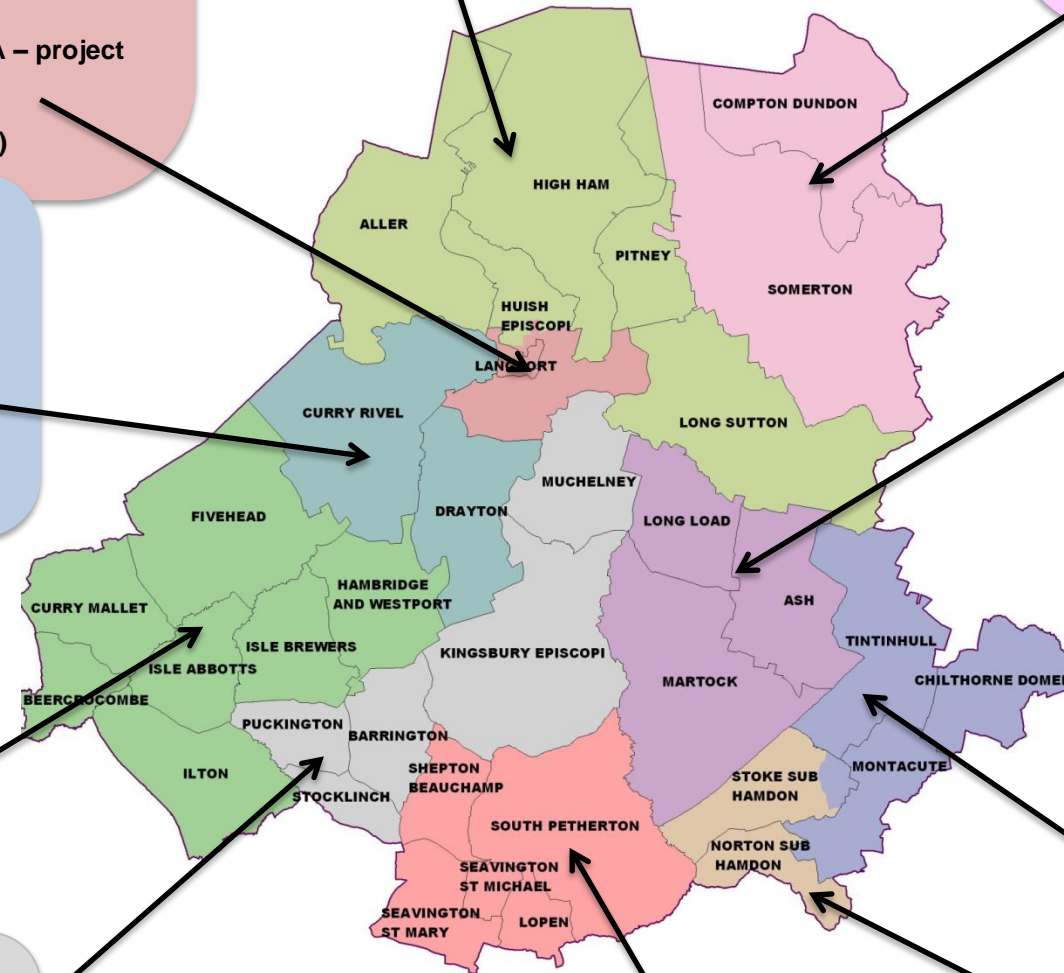 A – project
)
COMPTON DUNDON
HIGH HAM
ALLER
PITNEY
SOMERTON
HUISH
EPISCOPI
LANGPORT
CURRY RIVEL
LONG SUTTON
MUCHELNEY
DRAYTON
FIVEHEAD
LONG LOAD
HAMBRIDGE
AND WESTPORT
CURRY MALLET
ASH
ISLE BREWERS
TINTINHULL
KINGSBURY EPISCOPI
ISLE ABBOTTS
MARTOCK
CHILTHORNE DOMER
BEERCROCOMBE
PUCKINGTON
BARRINGTON
MONTACUTE
ILTON
SHEPTON
BEAUCHAMP
STOKE SUB
HAMDON
STOCKLINCH
SOUTH PETHERTON
NORTON SUB
HAMDON
SEAVINGTON
ST MICHAEL
SEAVINGTON
ST MARY
LOPEN